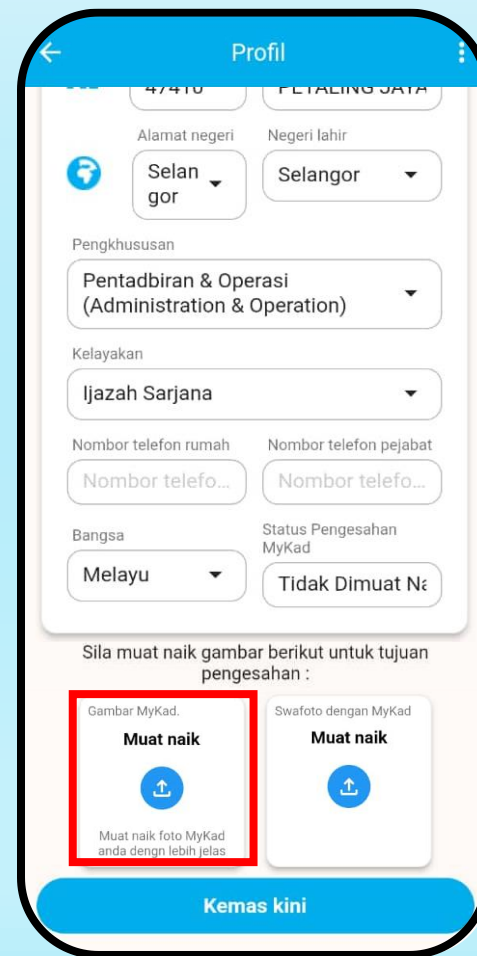 Profil
47410 PETALING JAYA
Alamat negeri Negeri lahir
Selan
gor
Selangor
Pengkhususan
Pentadbiran & Operasi
(Administration & Operation)
Kelayakan
Ijazah Sarjana
Nombor telefon rumah Nombor telefon pejabat
Nombor telefo... Nombor telefo...
Bangsa
Status Pengesahan
MyKad
Melayu
Tidak Dimuat Na
Sila muat naik gambar berikut untuk tujuan
pengesahan :
Gambar MyKad.
Muat naik
Muat naik foto MyKad
anda dengn lebih jelas
Swafoto dengan MyKad
Muat naik
Kemas kini